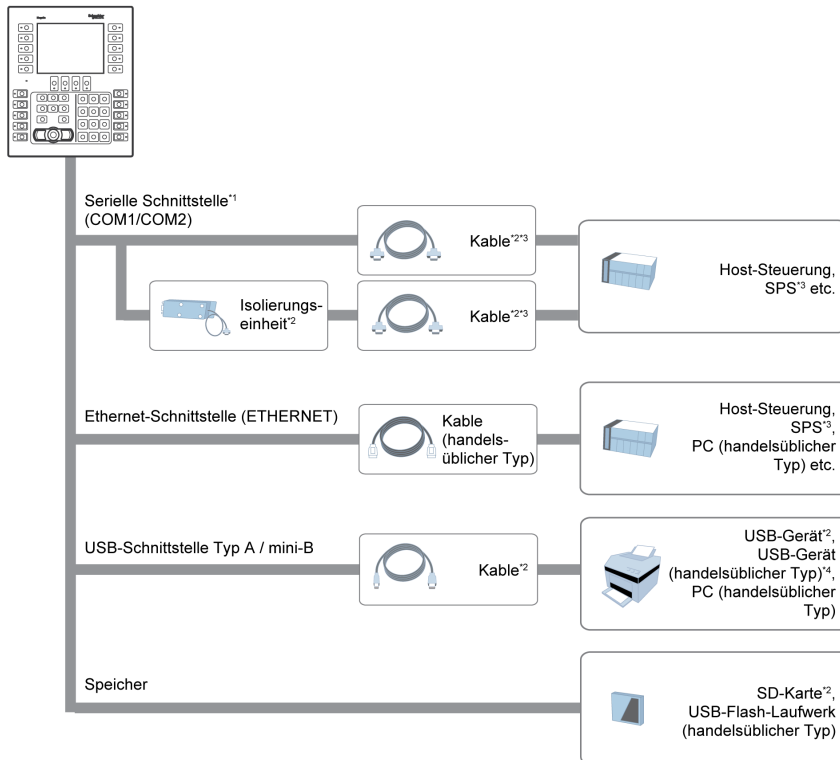 Serielle Schnittstelle*1
(COM1/COM2)
Kable*2*3
Host-Steuerung,
SPS*3 etc.
Isolierungs-
einheit*2
Kable*2*3
Ethernet-Schnittstelle (ETHERNET)
Kable
(handels-
üblicher Typ)
Host-Steuerung,
SPS*3,
PC (handelsüblicher
Typ) etc.
USB-Schnittstelle Typ A / mini-B
Kable*2
USB-Gerät*2,
USB-Gerät
(handelsüblicher Typ)*4,
PC (handelsüblicher
Typ)
Speicher
SD-Karte*2,
USB-Flash-Laufwerk
(handelsüblicher Typ)